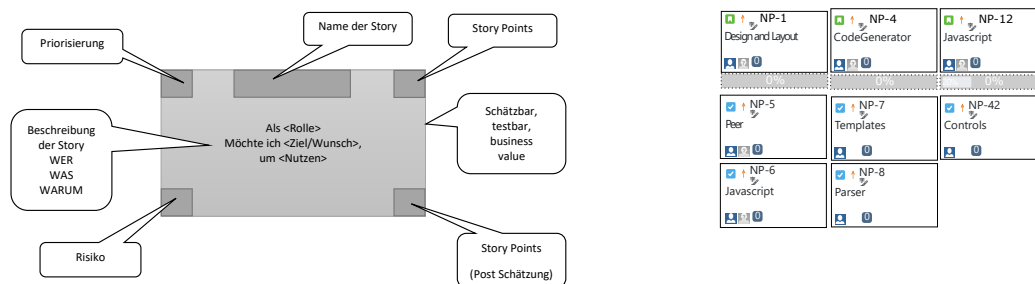 Priorisierung
Name der Story
Story Points
Beschreibung
der Story
WER
WAS
WARUM
Als <Rolle>
Möchte ich <Ziel/Wunsch>,
um <Nutzen>
Schätzbar,
testbar,
business
value
Risiko
Story Points
(Post Schätzung)
NP-1
Design and Layout
0
NP-4
CodeGenerator
0
NP-12
Javascript
0
0%
0%
0%
NP-5
Peer
0
NP-7
Templates
0
NP-42
Controls
0
NP-6
Javascript
0
NP-8
Parser
0